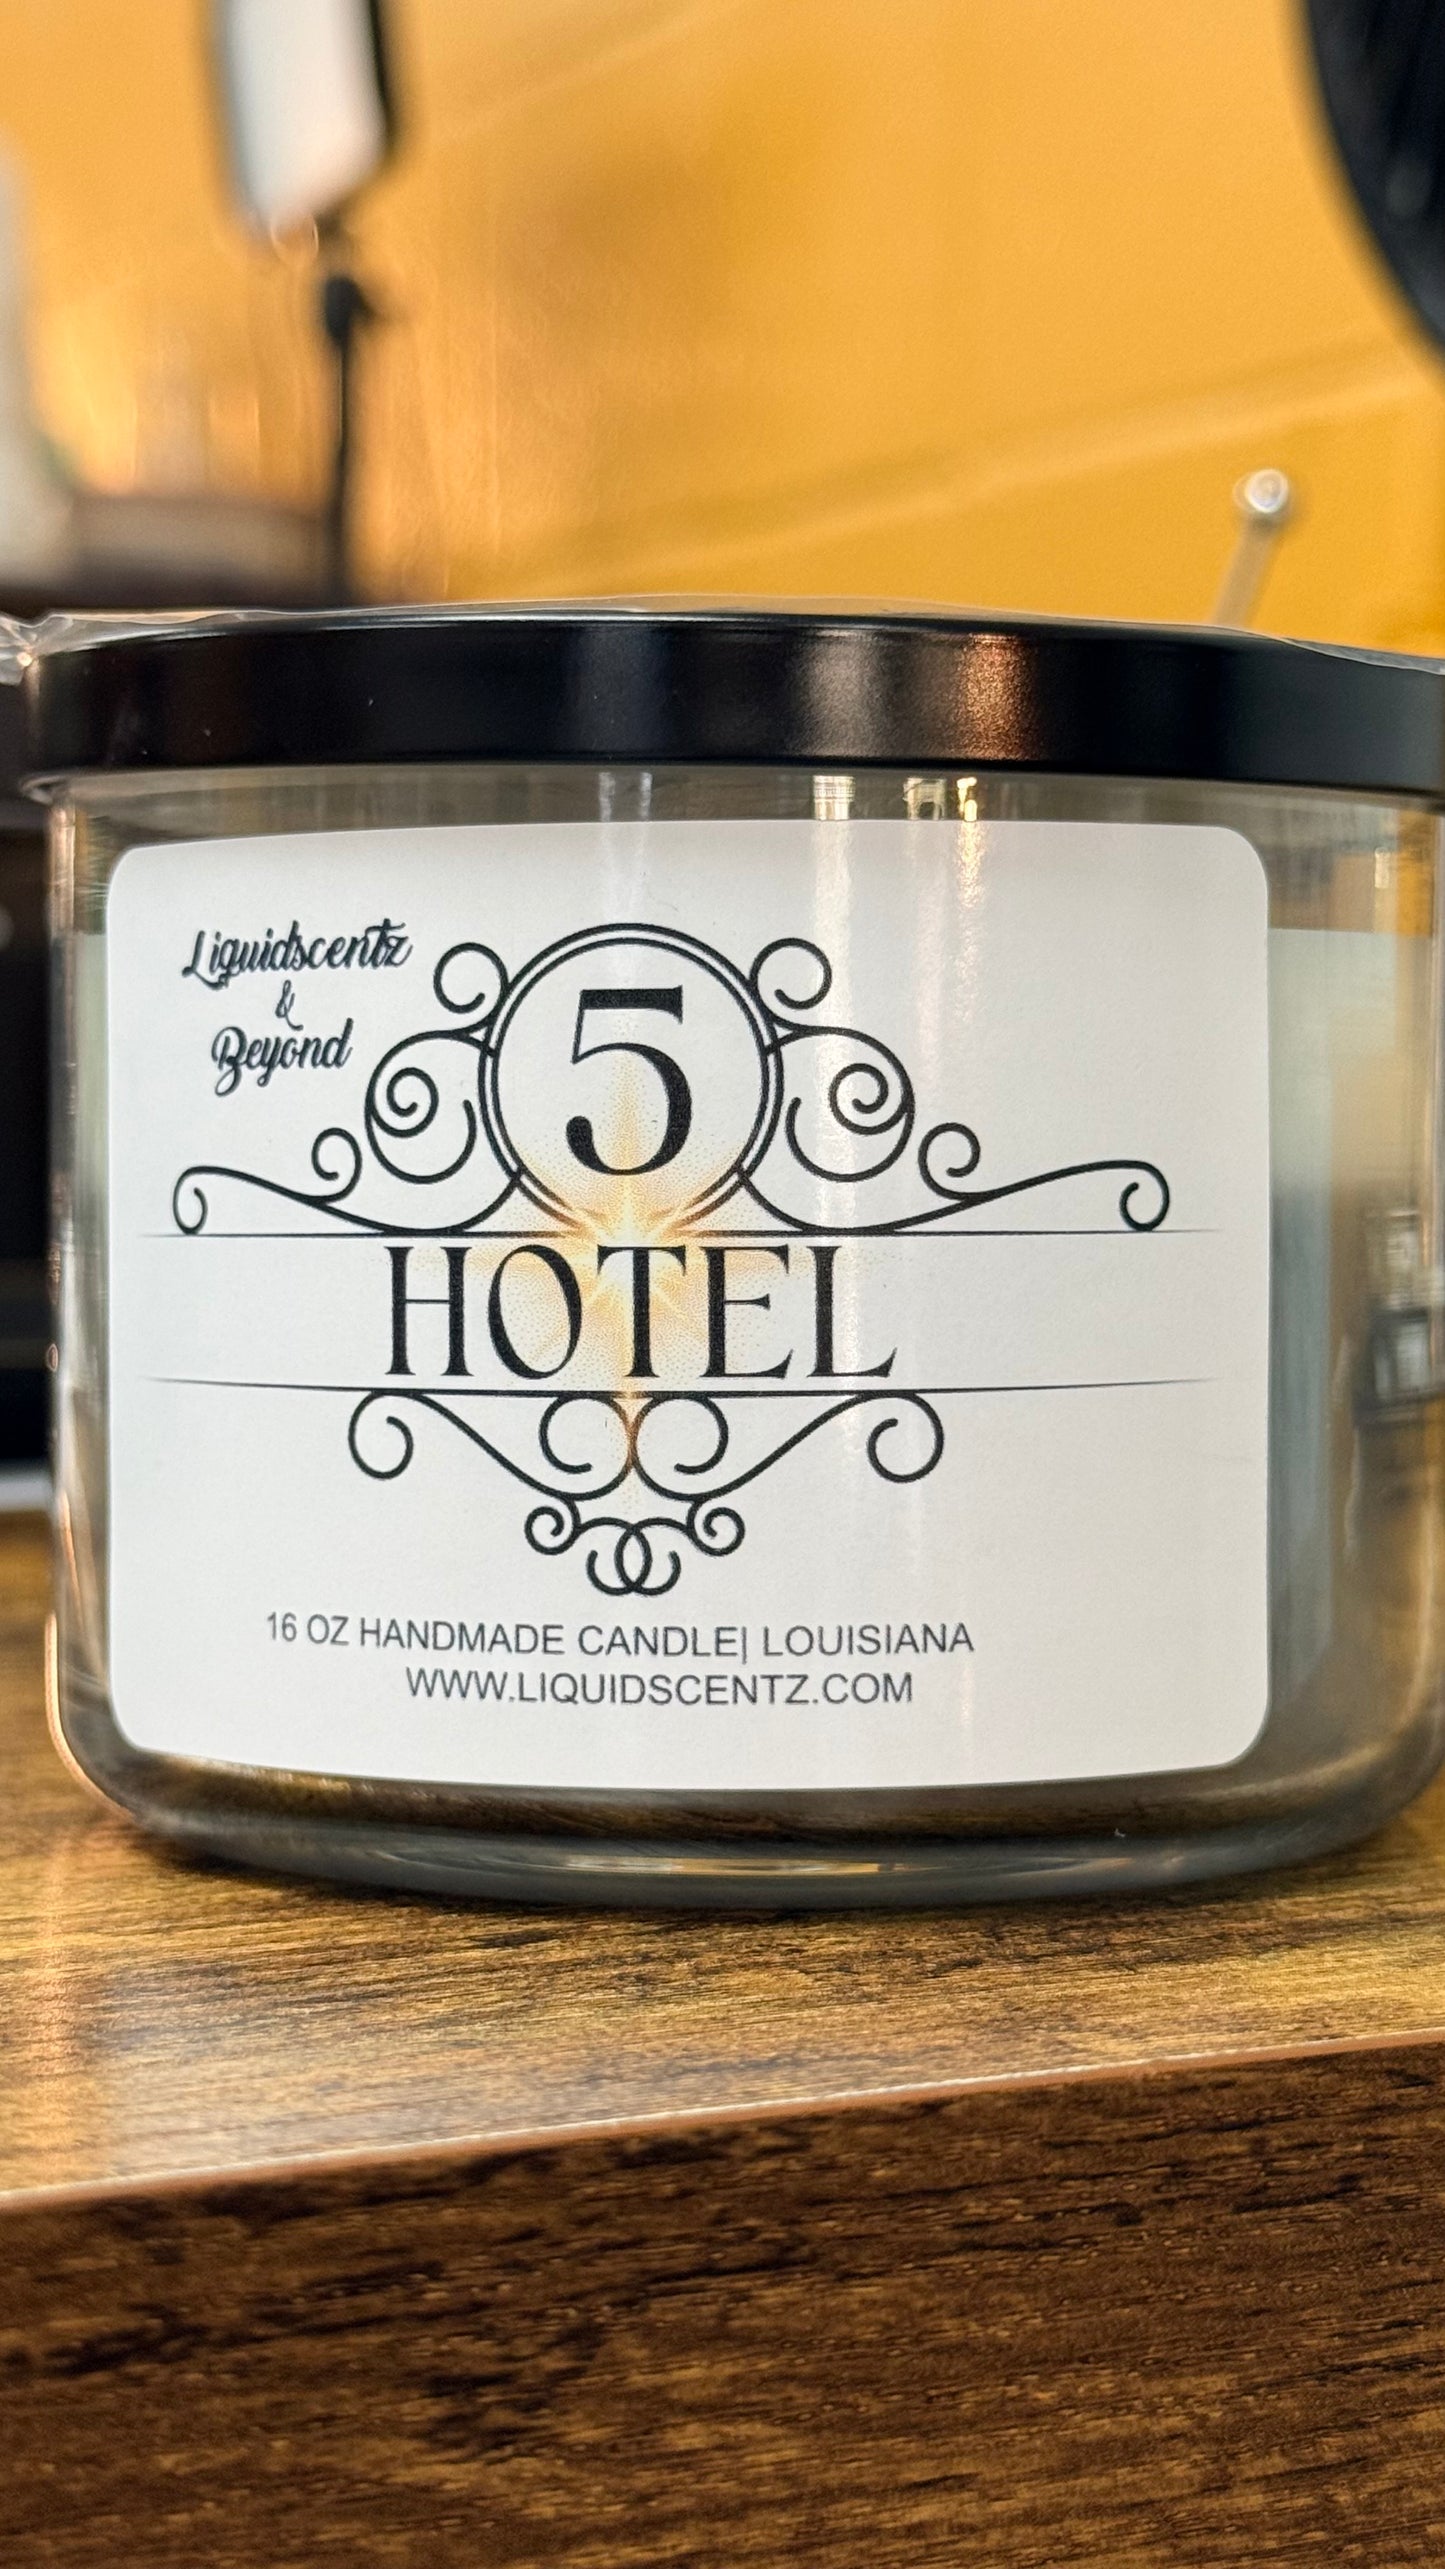 Liquidscentz
&
Beyond
5
HOTEL
16 OZ HANDMADE CANDLE| LOUISIANA
WWW.LIQUIDSCENTZ.COM